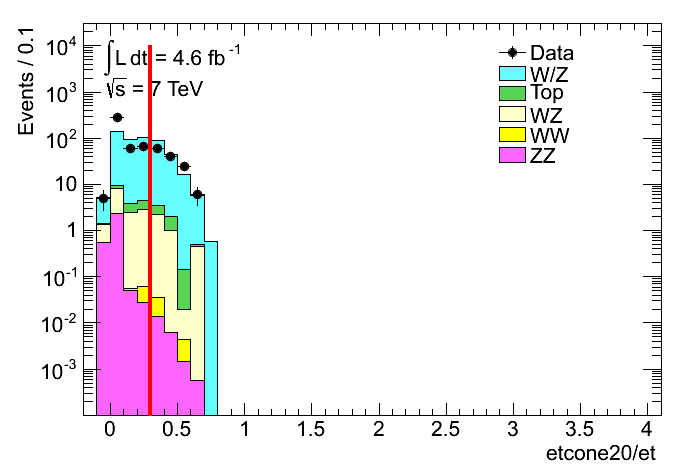 Events / 0.1
10⁴
10³
10²
10
1
10⁻¹
10⁻²
10⁻³
∫L dt = 4.6 fb⁻¹
√s = 7 TeV
Data
W/Z
Top
WZ
WW
ZZ
0 0.5 1 1.5 2 2.5 3 3.5 4
etcone20/et